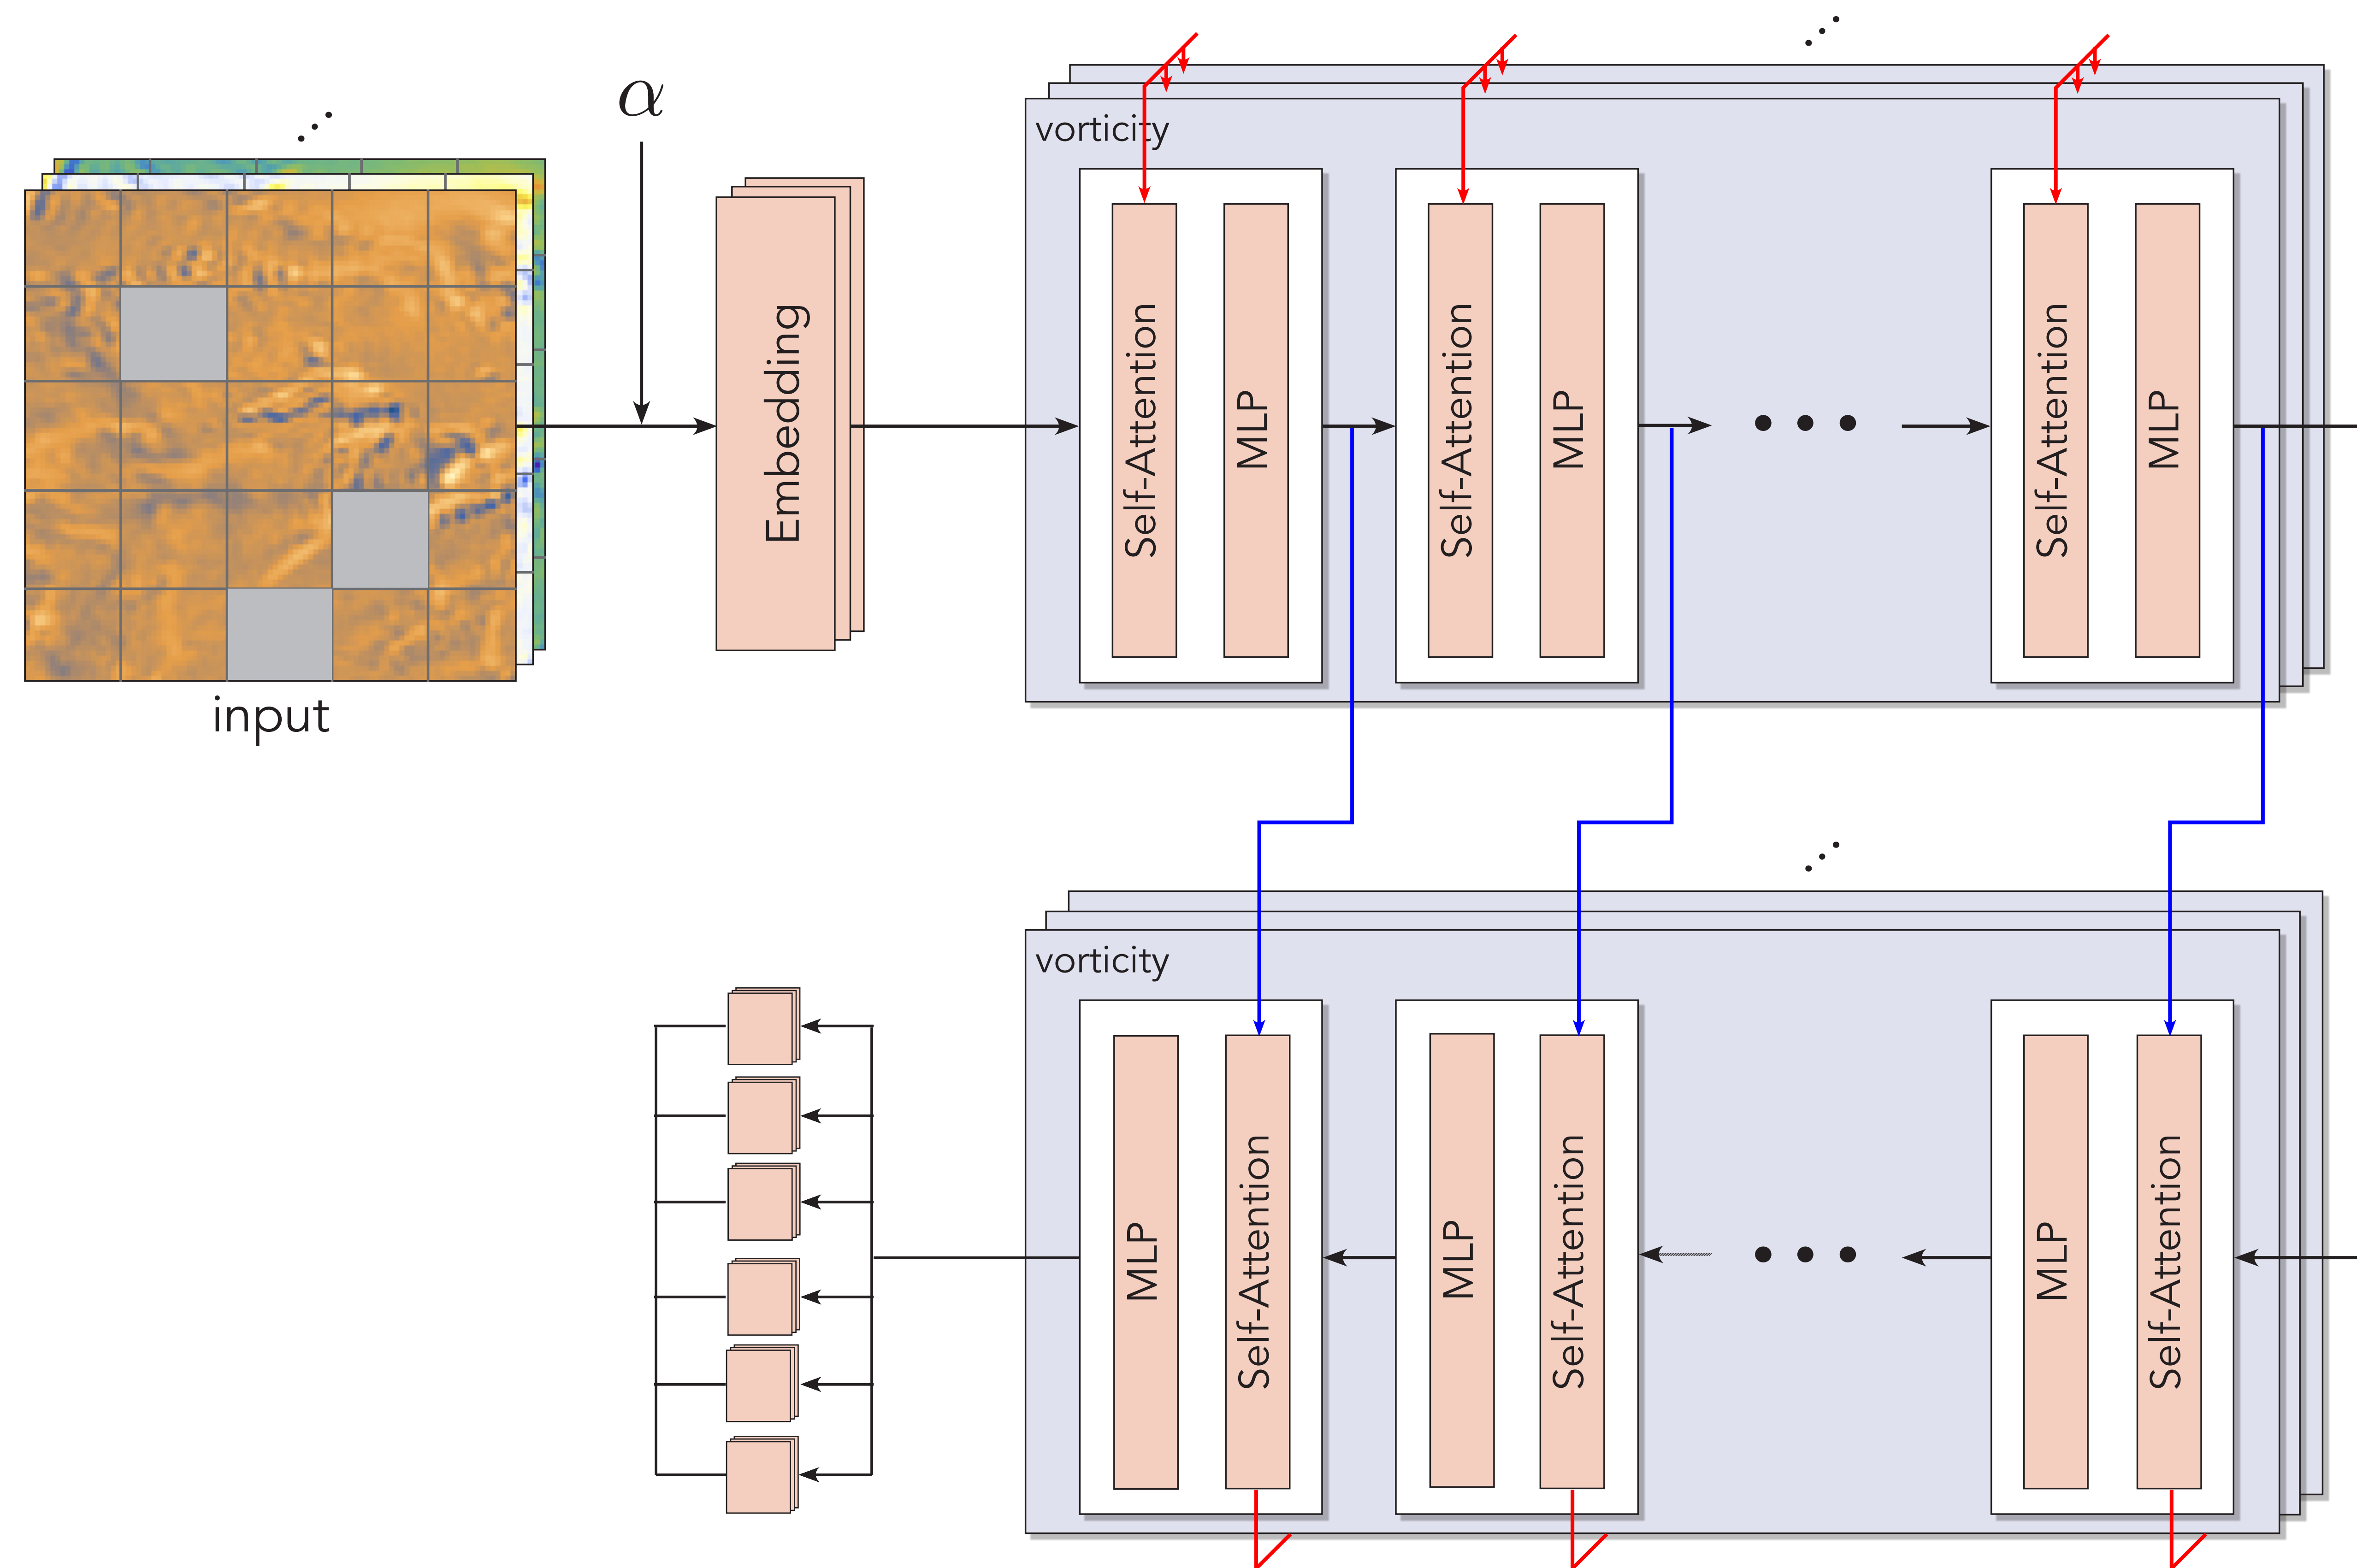 α
vorticity
Embedding
Self-Attention
MLP
Self-Attention
MLP
Self-Attention
MLP
input
vorticity
MLP
Self-Attention
MLP
Self-Attention
MLP
Self-Attention